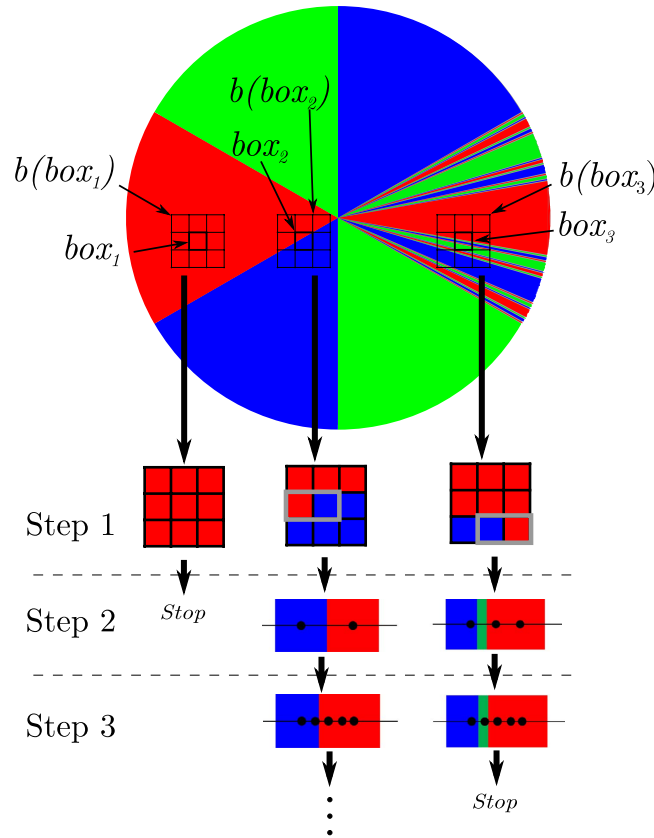 b(box₂)
box₂
b(box₁)
b(box₃)
box₁
box₃
Step 1
Stop
Step 2
Step 3
Stop